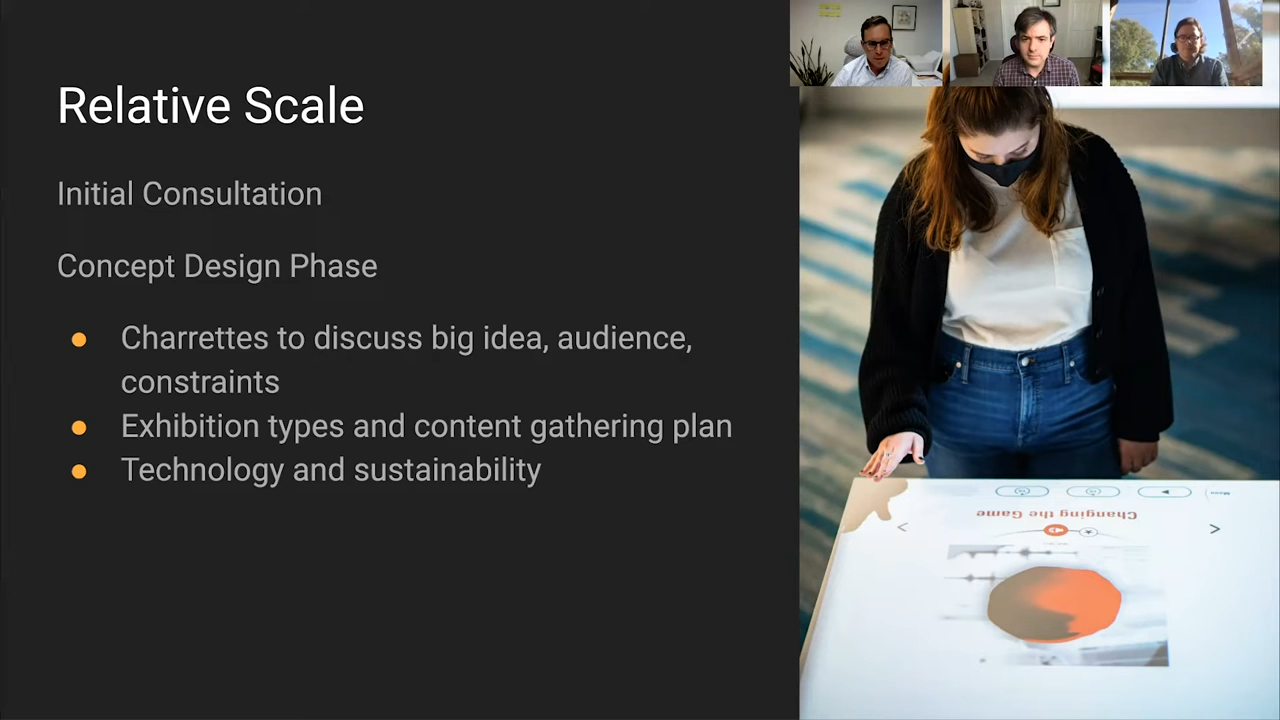 Relative Scale
Initial Consultation
Concept Design Phase
● Charrettes to discuss big idea, audience,
constraints
● Exhibition types and content gathering plan
● Technology and sustainability
Menu
Changing the Game